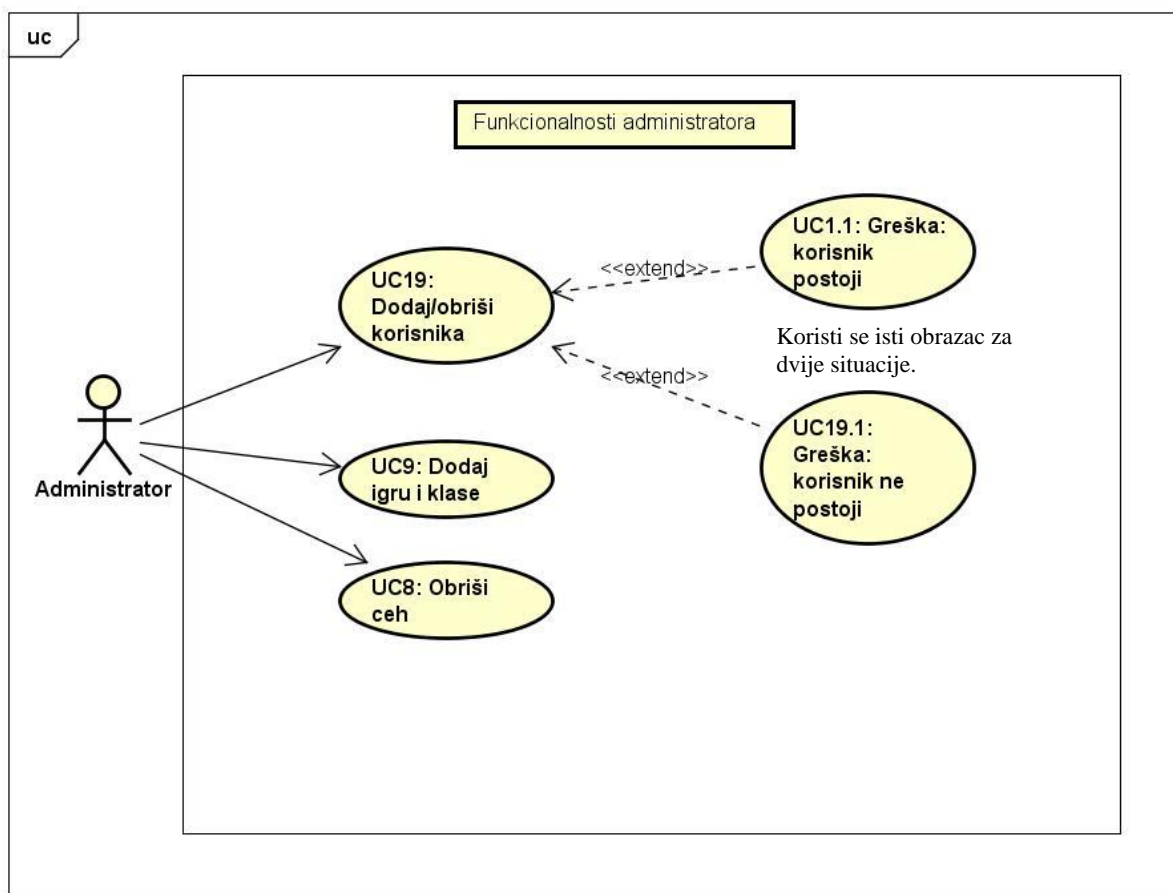 uc
Funkcionalnosti administratora
UC1.1: Greška:
korisnik
postoji
<<extend>>
UC19:
Dodaj/obriši
korisnika
Koristi se isti obrazac za
dvije situacije.
<<extend>>
UC19.1:
Greška:
korisnik ne
postoji
Administrator
UC9: Dodaj
igru i klase
UC8: Obriši
ceh